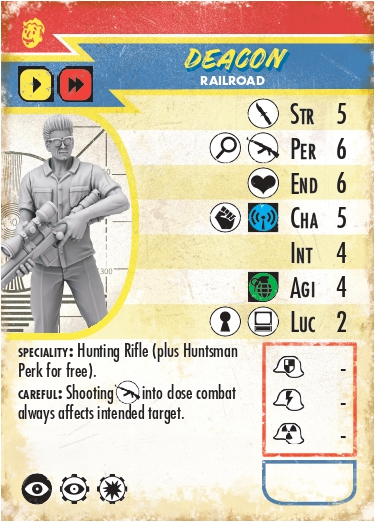 DEACON
RAILROAD
STR 5
PER 6
END 6
CHA 5
INT 4
AGI 4
LUC 2
300
SPECIALITY: Hunting Rifle (plus Huntsman
Perk for free).
CAREFUL: Shooting into close combat
always affects intended target.
-
-
-